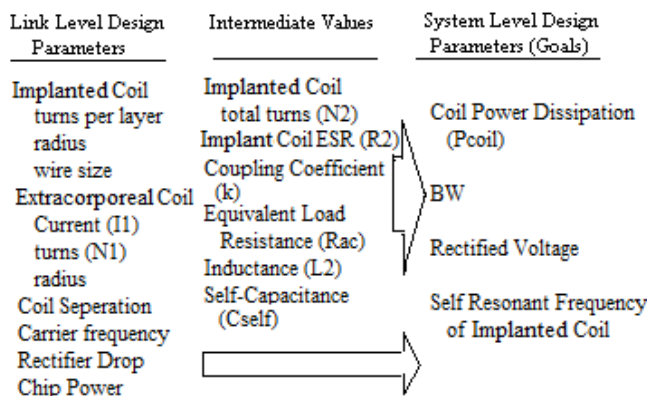 Link Level Design
Parameters
Implanted Coil
turns per layer
radius
wire size
Extracorporeal Coil
Current (I1)
turns (N1)
radius
Coil Seperation
Carrier frequency
Rectifier Drop
Chip Power
Intermediate Values
Implanted Coil
total turns (N2)
Implant Coil ESR (R2)
Coupling Coefficient
(k)
Equivalent Load
Resistance (Rac)
Inductance (L2)
Self-Capacitance
(Cself)
System Level Design
Parameters (Goals)
Coil Power Dissipation
(Pcoil)
BW
Rectified Voltage
Self Resonant Frequency
of Implanted Coil